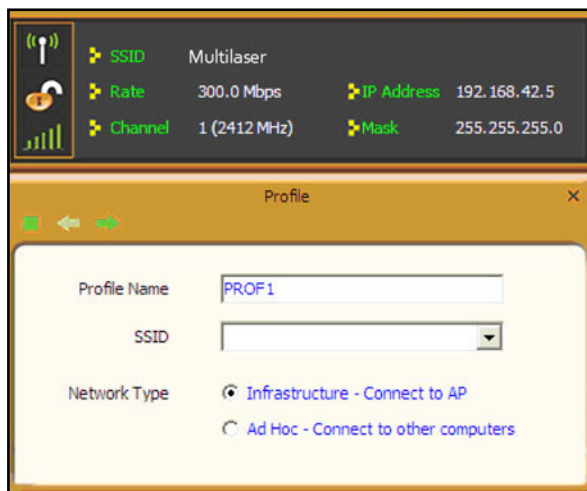 SSID Multilaser
Rate 300.0 Mbps IP Address 192.168.42.5
Channel 1 (2412 MHz) Mask 255.255.255.0
Profile
Profile Name PROF1
SSID
Network Type Infrastructure - Connect to AP
Ad Hoc - Connect to other computers